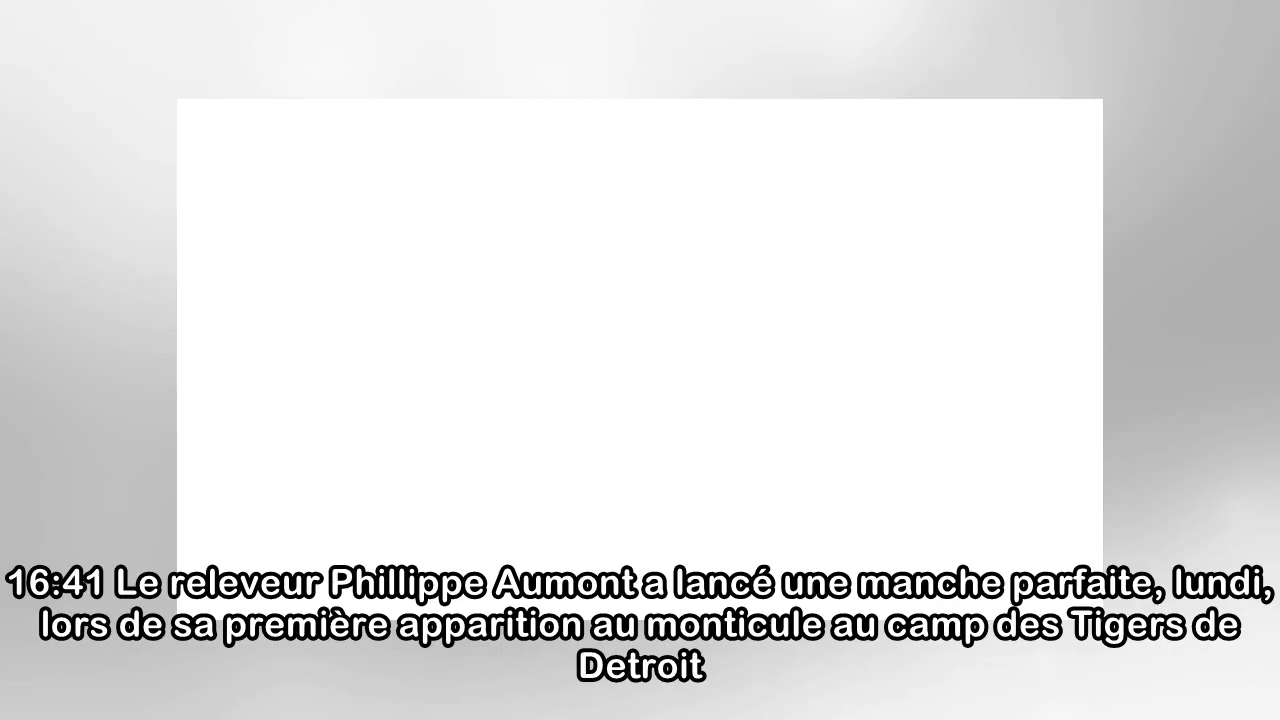 16:41 Le releveur Phillippe Aumont a lancé une manche parfaite, lundi,
lors de sa première apparition au monticule au camp des Tigers de
Detroit